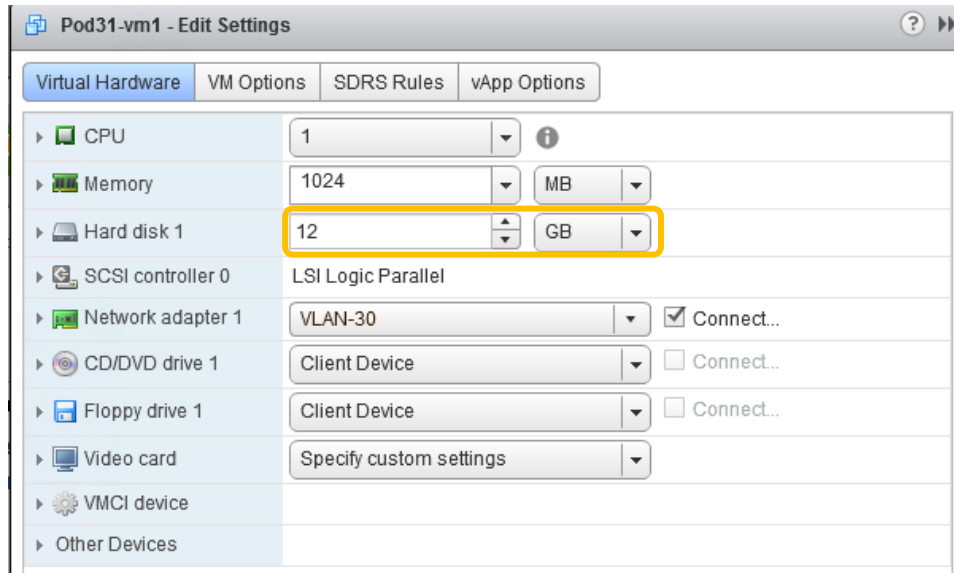 Pod31-vm1 - Edit Settings ?
Virtual Hardware VM Options SDRS Rules vApp Options
CPU 1
Memory 1024 MB
Hard disk 1 12 GB
SCSI controller 0 LSI Logic Parallel
Network adapter 1 VLAN-30 Connect...
CD/DVD drive 1 Client Device Connect...
Floppy drive 1 Client Device Connect...
Video card Specify custom settings
VMCI device
Other Devices